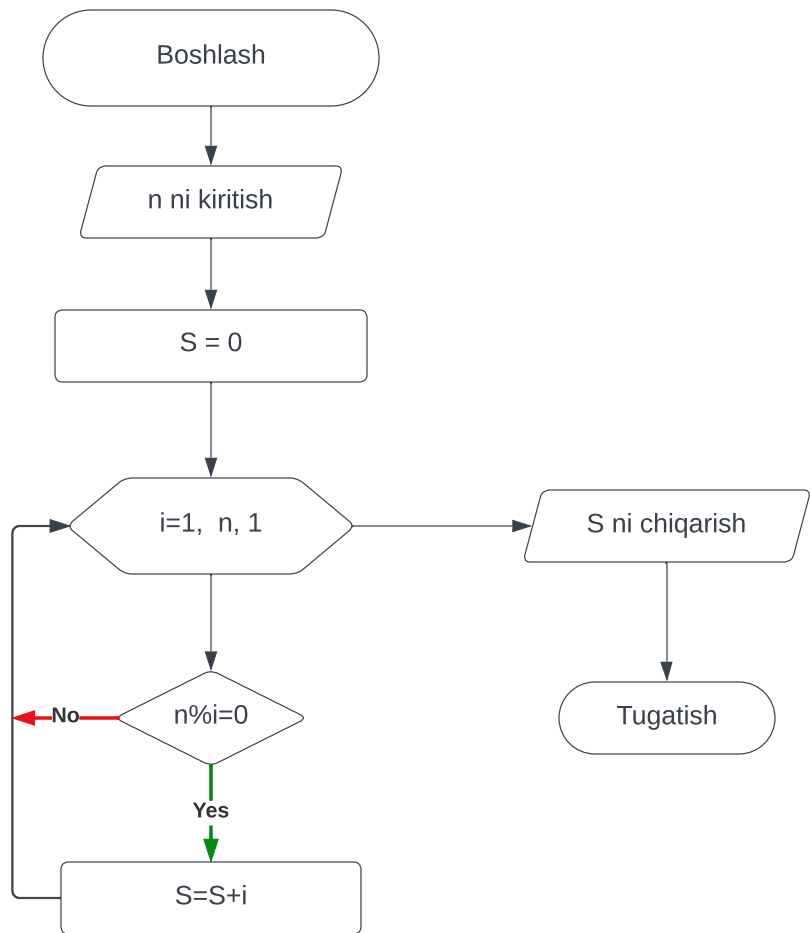 Boshlash
n ni kiritish
S = 0
i=1,  n, 1
S ni chiqarish
n%i=0
No
Tugatish
Yes
S=S+i